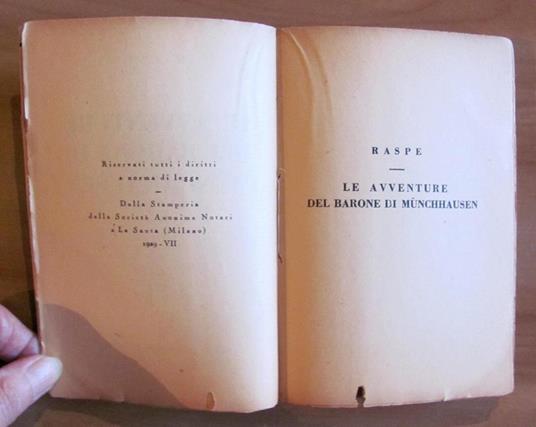 Riservati tutti i diritti
a norma di legge
—
Dalla Stamperia
della Società Anonima Notari
a La Santa (Milano)
1929 - VII
RASPE
—
LE AVVENTURE
DEL BARONE DI MÜNCHHAUSEN